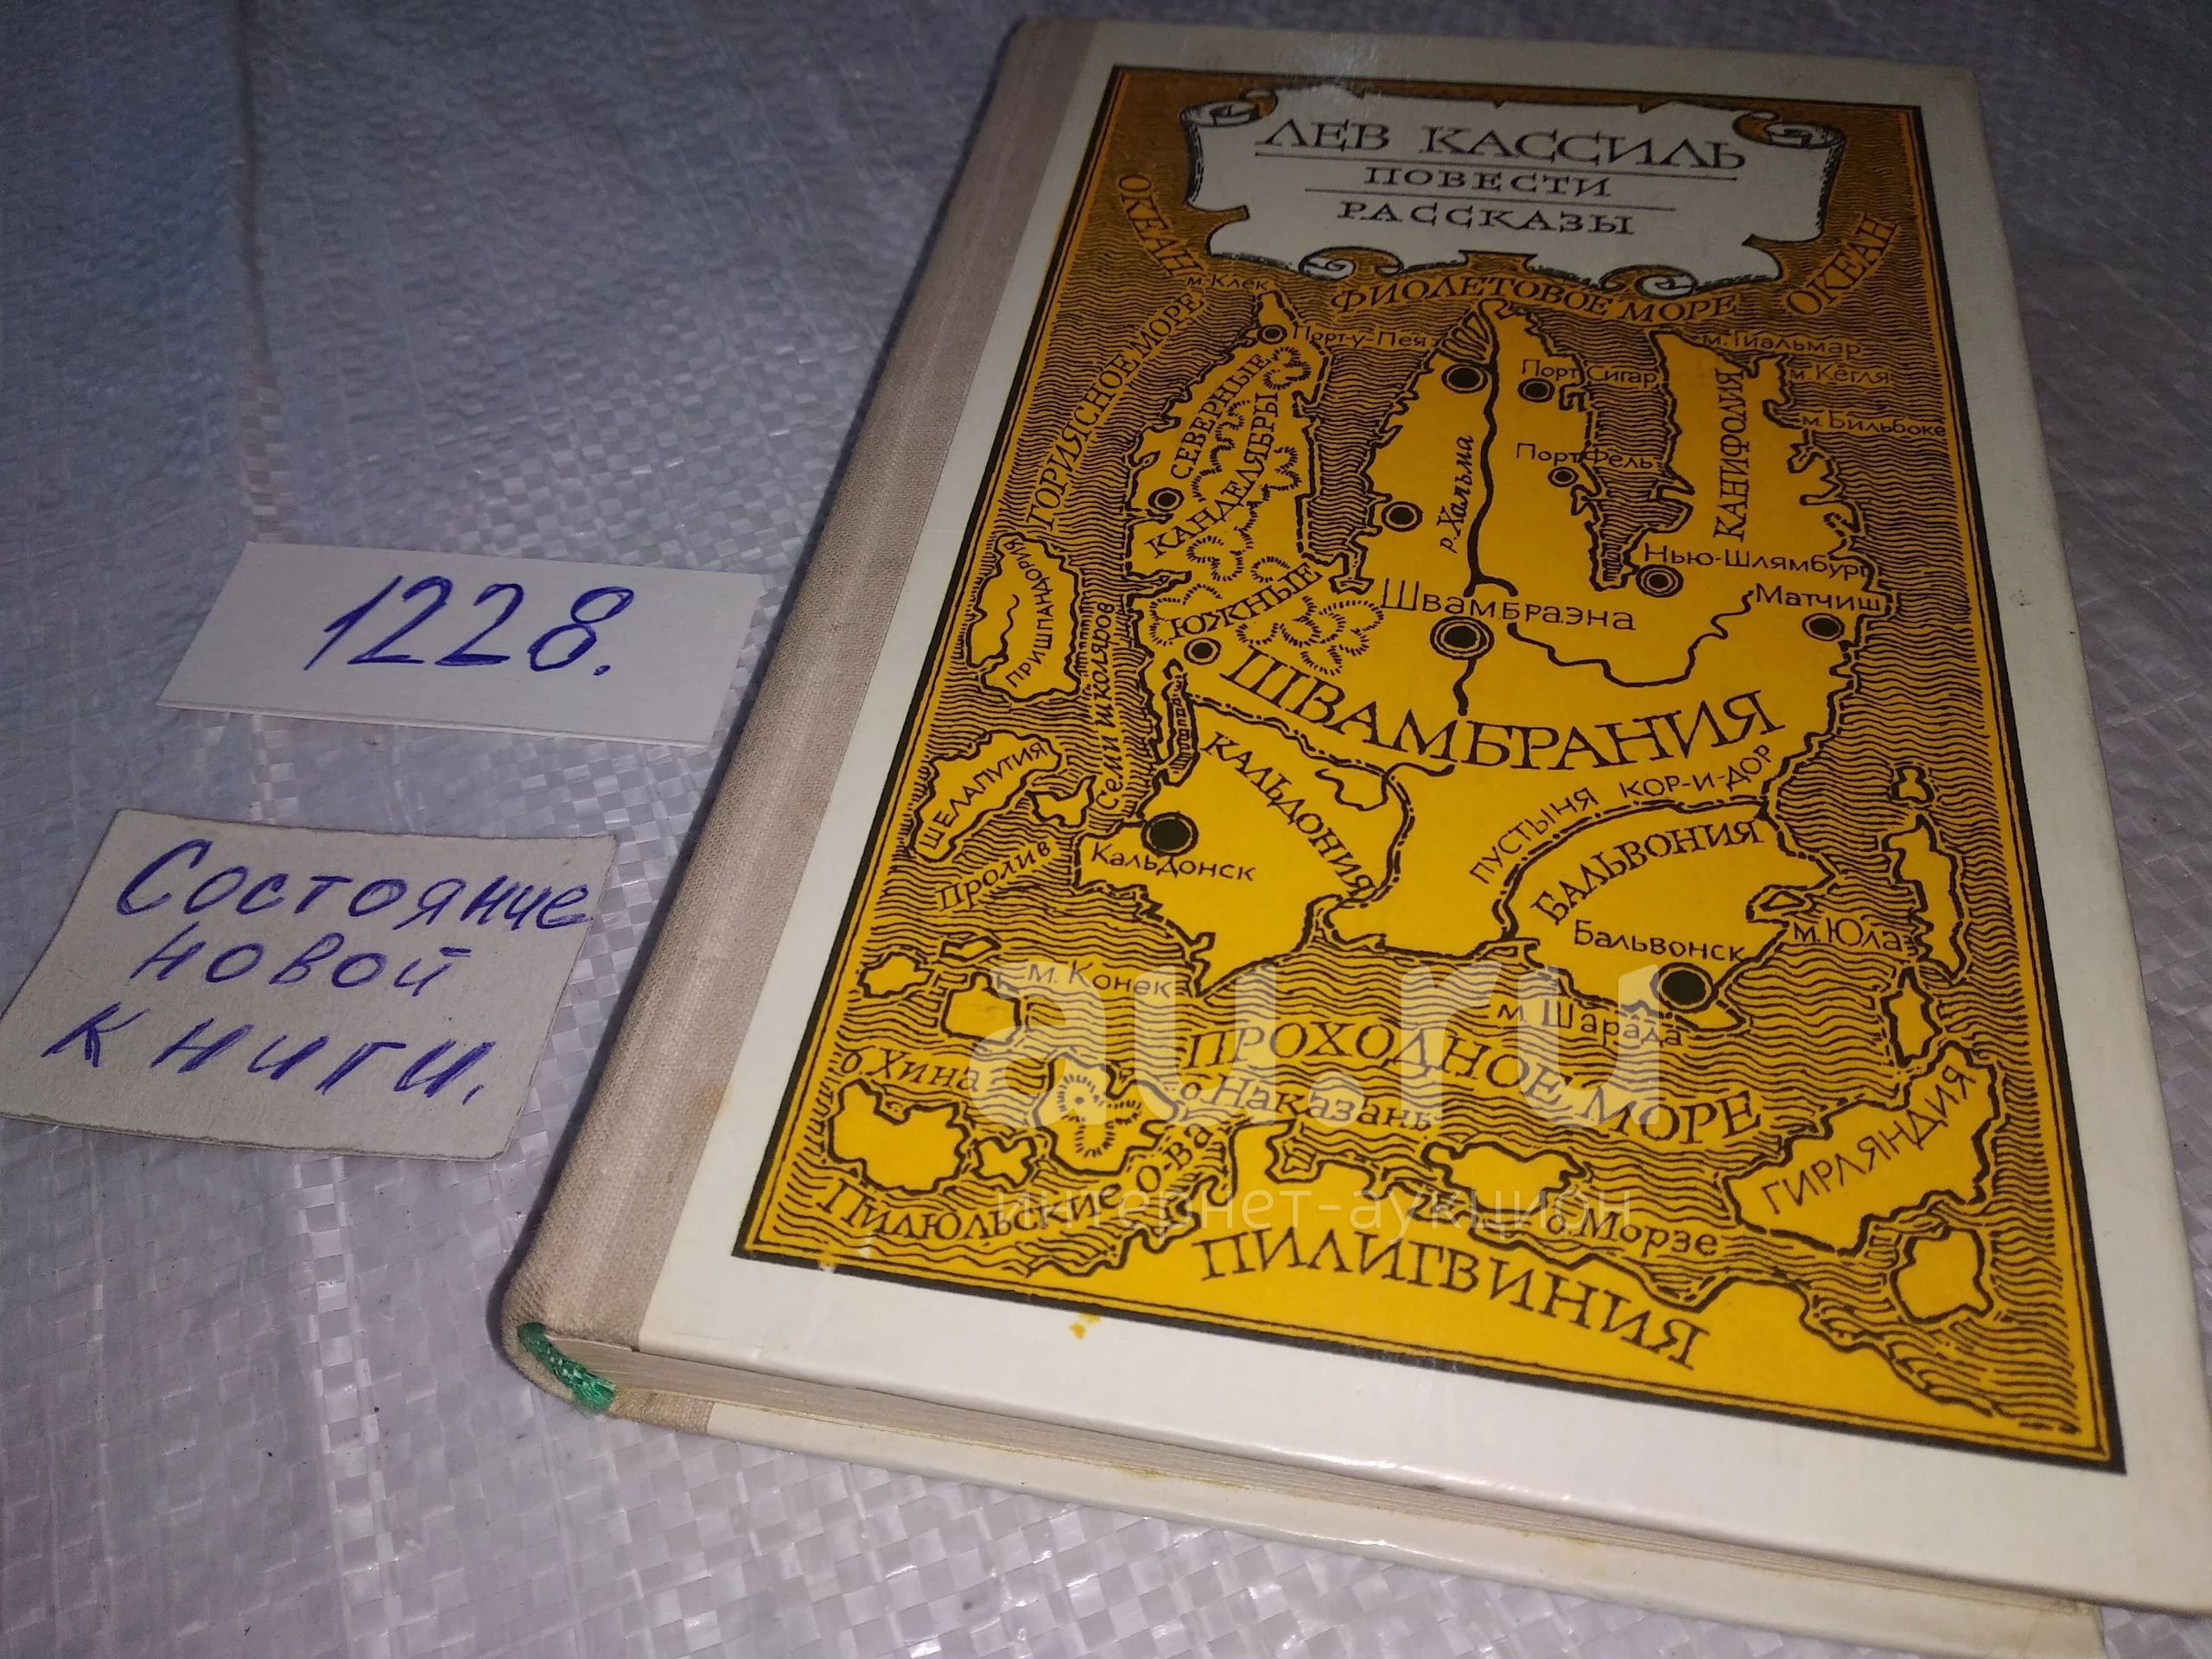 ЛЕВ КАССИЛЬ
ПОВЕСТИ
РАССКАЗЫ
ОКЕАН
ОКЕАН
м. Клек
ФИОЛЕТОВОЕ МОРЕ
ГОРИЯСНОЕ МОРЕ
Порт-у-Пея
м. Гиальмар
Порт Сигар
м. Кегля
СЕВЕРНЫЕ
КАНИФОЛИЯ
м. Бильбоке
КАНДЕЛЯБРЫ
р. Хальма
Порт Фель
Нью-Шлямбург
ЮЖНЫЕ
ШВАМБРАЭНА
Матчиш
1228.
ПРИШПАНДОРИЯ
ШВАМБРАНИЯ
Семи Школяров
Пролив
ШЕЛАПУТИЯ
КАЛЬДОНИЯ
ПУСТЫНЯ КОР-И-ДОР
Кальдонск
БАЛЬВОНИЯ
Бальвонск
м. Юла
Состояние
новой
книги.
м. Конек
м. Шарада
au.ru
ПРОХОДНОЕ МОРЕ
о. Хина
о. Наказань
ГИРЛЯНДИЯ
ПИЛЮЛЬСКИЕ О-ВА
интернет-аукцион
о. Морзе
ПИЛИГВИНИЯ